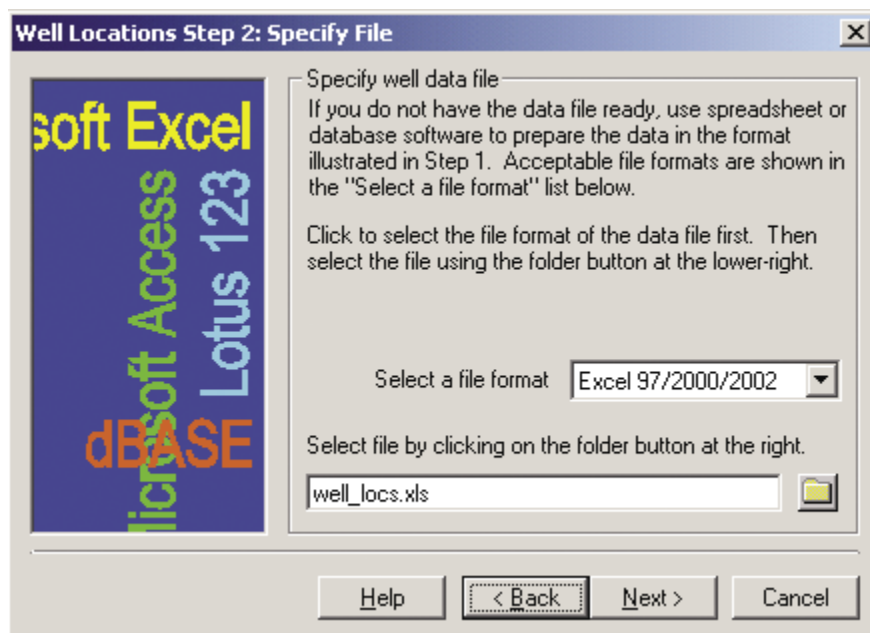 Well Locations Step 2: Specify File
soft Excel
Microsoft Access
Lotus 123
dBASE
Specify well data file
If you do not have the data file ready, use spreadsheet or
database software to prepare the data in the format
illustrated in Step 1. Acceptable file formats are shown in
the "Select a file format" list below.
Click to select the file format of the data file first. Then
select the file using the folder button at the lower-right.
Select a file format
Excel 97/2000/2002
Select file by clicking on the folder button at the right.
well_locs.xls
Help
< Back
Next >
Cancel